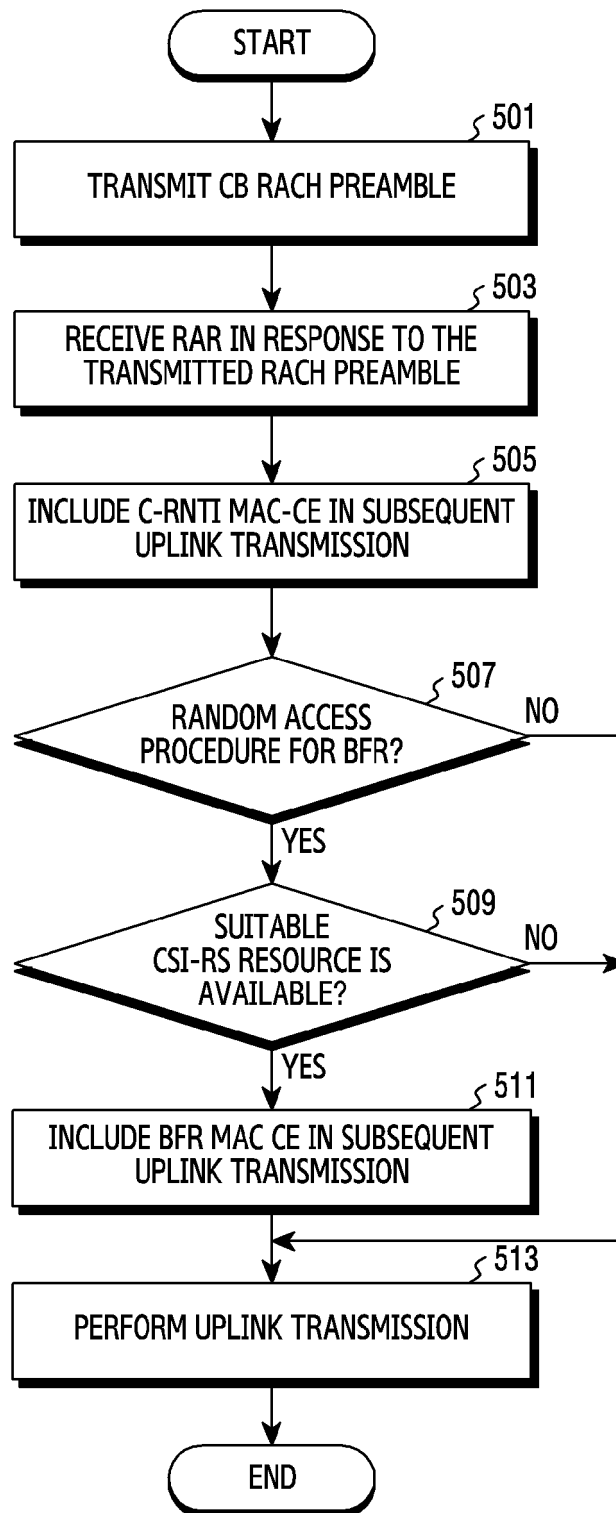 START
501
TRANSMIT CB RACH PREAMBLE
503
RECEIVE RAR IN RESPONSE TO THE
TRANSMITTED RACH PREAMBLE
505
INCLUDE C-RNTI MAC-CE IN SUBSEQUENT
UPLINK TRANSMISSION
507
RANDOM ACCESS
PROCEDURE FOR BFR?
NO
YES
509
SUITABLE
CSI-RS RESOURCE IS
AVAILABLE?
NO
YES
511
INCLUDE BFR MAC CE IN SUBSEQUENT
UPLINK TRANSMISSION
513
PERFORM UPLINK TRANSMISSION
END